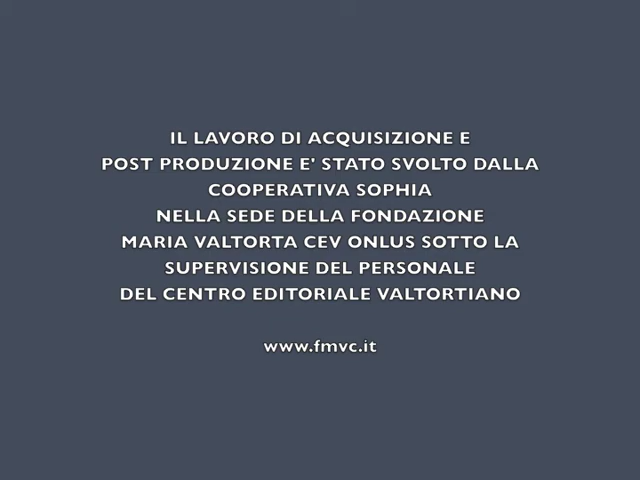 IL LAVORO DI ACQUISIZIONE E
POST PRODUZIONE E' STATO SVOLTO DALLA
COOPERATIVA SOPHIA
NELLA SEDE DELLA FONDAZIONE
MARIA VALTORTA CEV ONLUS SOTTO LA
SUPERVISIONE DEL PERSONALE
DEL CENTRO EDITORIALE VALTORTIANO
www.fmvc.it